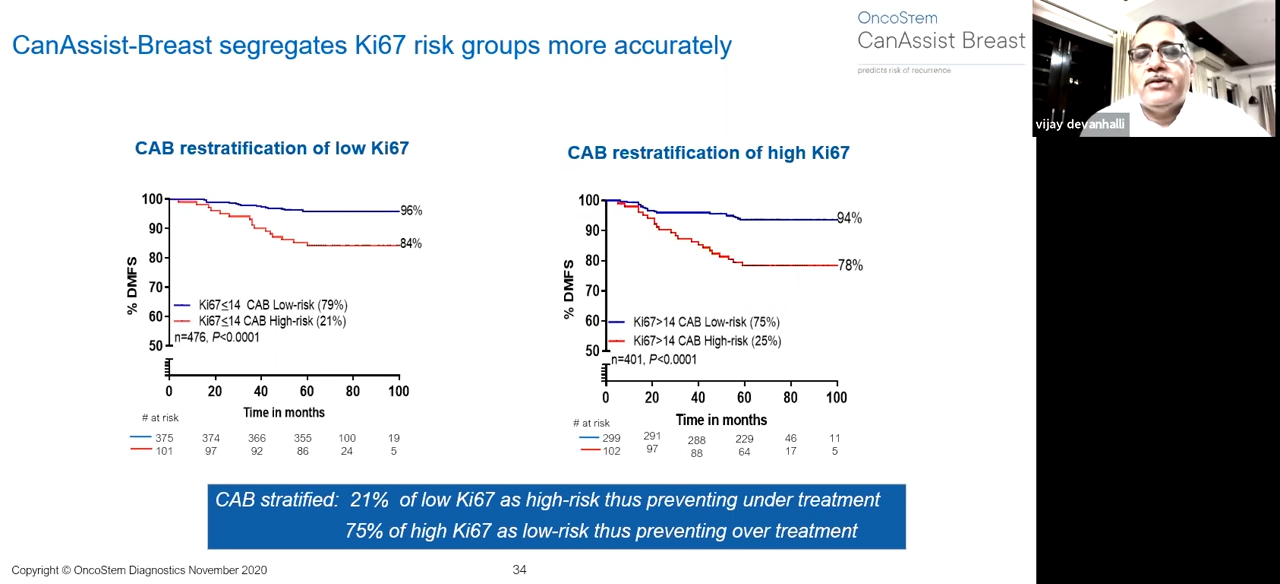 CanAssist-Breast segregates Ki67 risk groups more accurately
OncoStem
CanAssist Breast
predicts risk of recurrence
vijay devanhalli
CAB restratification of low Ki67
100
90
80
70
60
50
% DMFS
96%
84%
Ki67≤14 CAB Low-risk (79%)
Ki67≤14 CAB High-risk (21%)
n=476, P<0.0001
0 20 40 60 80 100
Time in months
# at risk
375 374 366 355 100 19
101 97 92 86 24 5
CAB restratification of high Ki67
100
90
80
70
60
50
% DMFS
94%
78%
Ki67>14 CAB Low-risk (75%)
Ki67>14 CAB High-risk (25%)
n=401, P<0.0001
0 20 40 60 80 100
Time in months
# at risk
299 291 288 229 46 11
102 97 88 64 17 5
CAB stratified: 21% of low Ki67 as high-risk thus preventing under treatment
75% of high Ki67 as low-risk thus preventing over treatment
Copyright © OncoStem Diagnostics November 2020
34